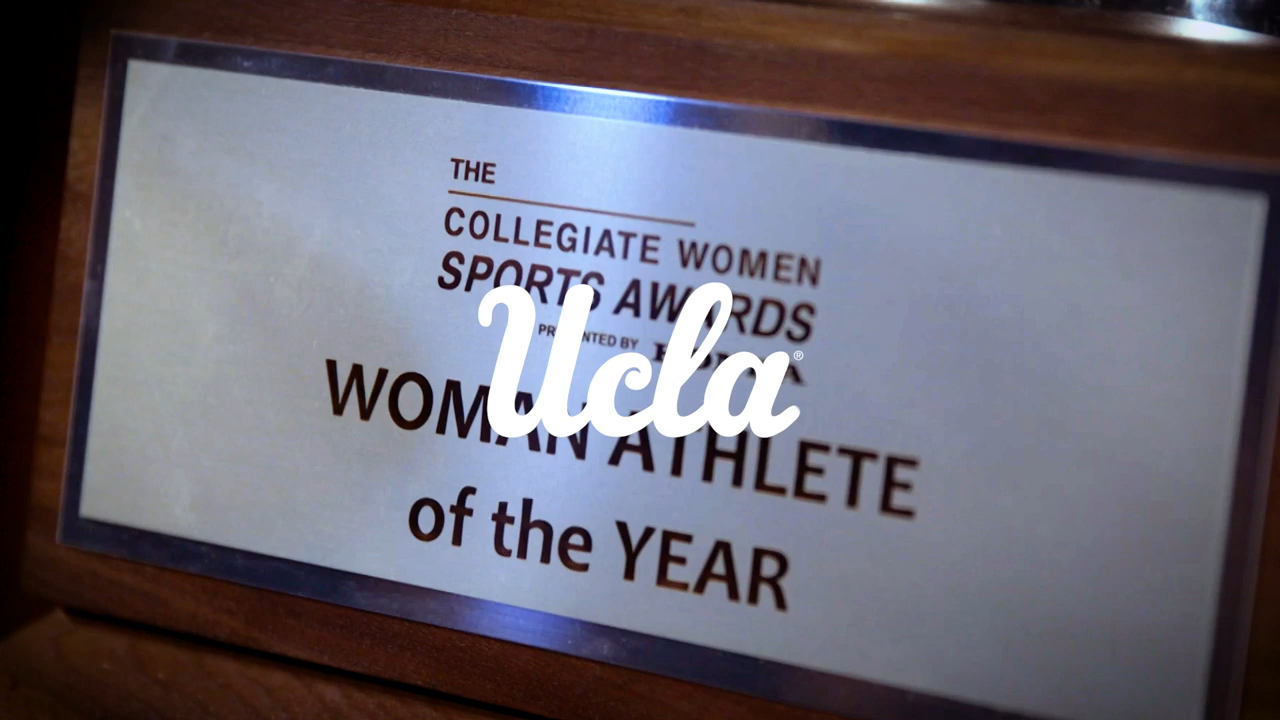 THE
COLLEGIATE WOMEN
SPORTS AWARDS
PRESENTED BY
Ucla®
WOMAN ATHLETE
of the YEAR